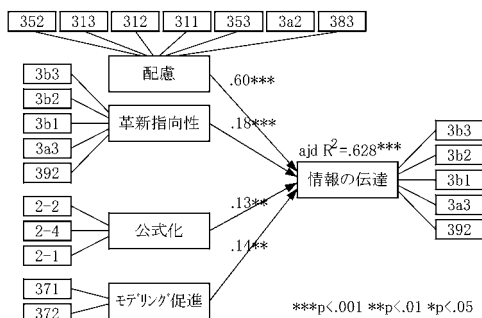 352 313 312 311 353 3a2 383
配慮
3b3
3b2
3b1
3a3
392
革新指向性
2-2
2-4
2-1
公式化
371
372
モデリング促進
.60***
.18***
.13**
.14**
ajd R²=.628***
情報の伝達
3b3
3b2
3b1
3a3
392
***p<.001 **p<.01 *p<.05